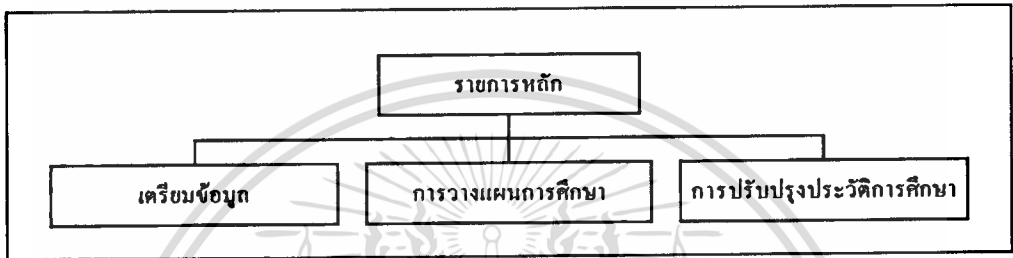 รายการหลัก
เตรียมข้อมูล
การวางแผนการศึกษา
การปรับปรุงประวัติการศึกษา